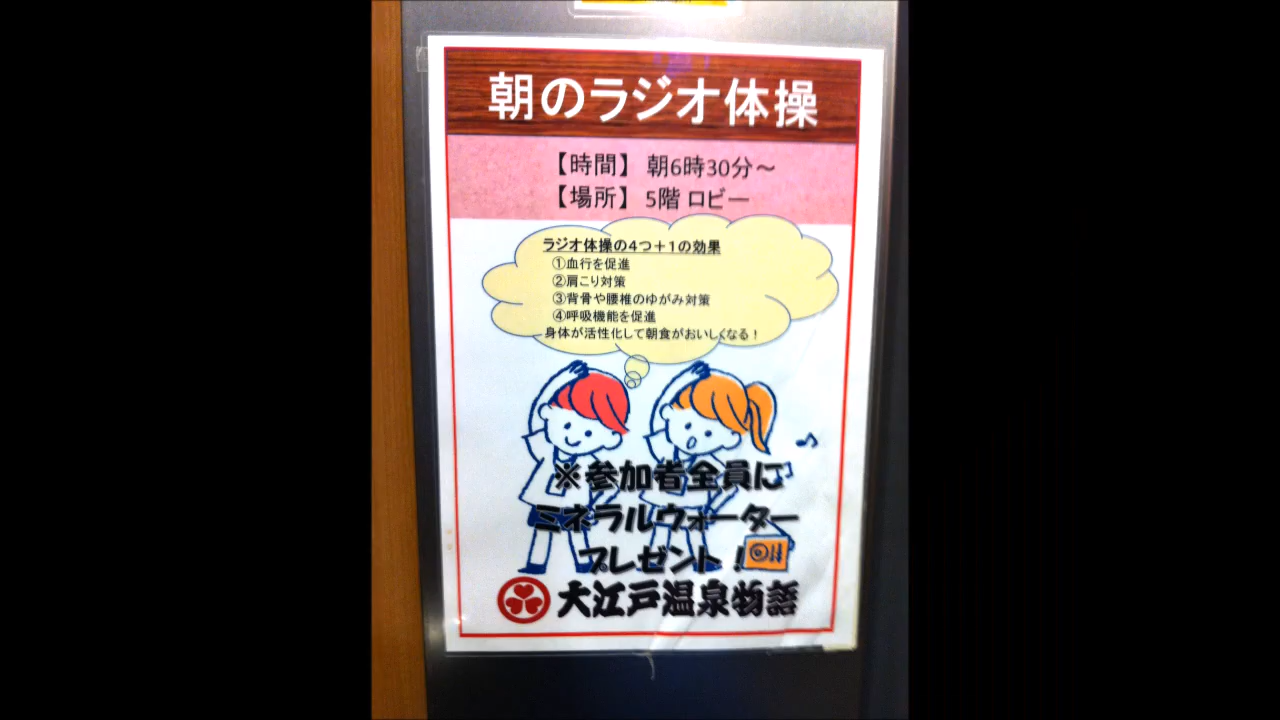 朝のラジオ体操
【時間】 朝6時30分～
【場所】 5階 ロビー
ラジオ体操の4つ＋1の効果
①血行を促進
②肩こり対策
③背骨や腰椎のゆがみ対策
④呼吸機能を促進
身体が活性化して朝食がおいしくなる！
※参加者全員に
ミネラルウォーター
プレゼント！
大江戸温泉物語